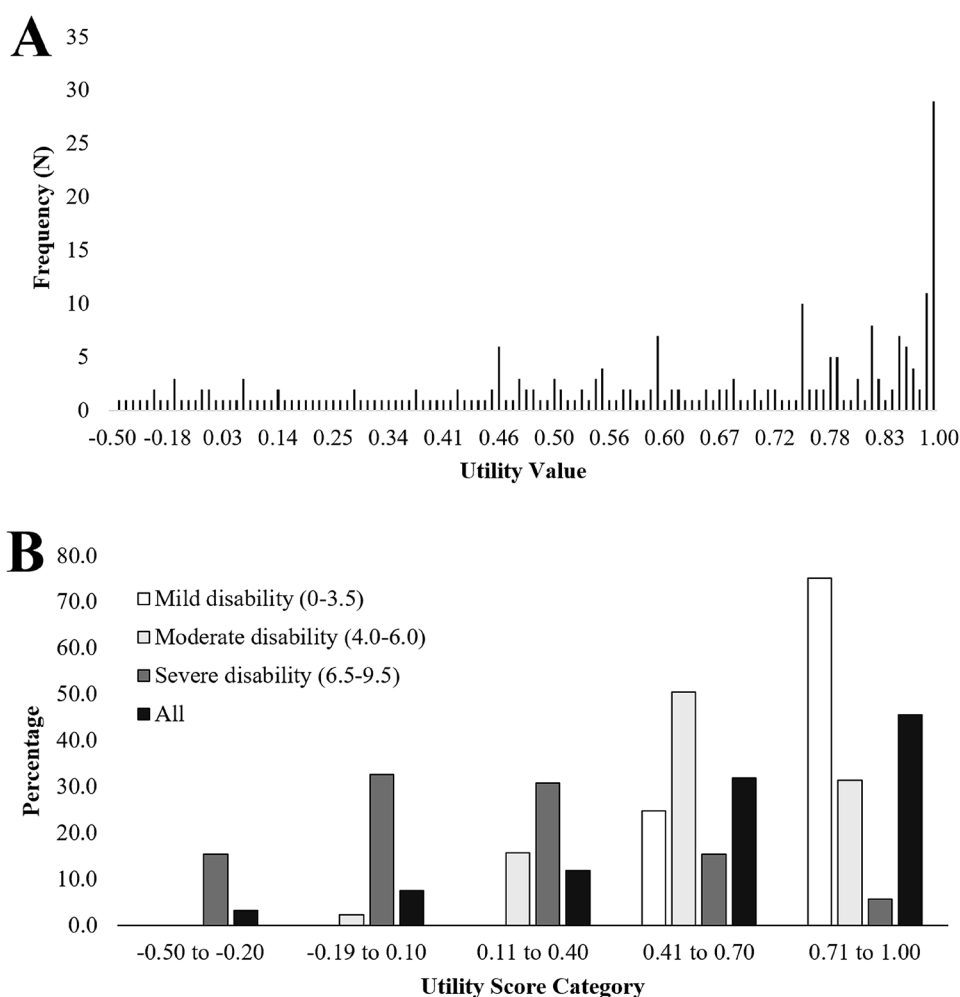 A
35
30
25
20
15
10
5
0
Frequency (N)
-0.50 -0.18 0.03 0.14 0.25 0.34 0.41 0.46 0.50 0.56 0.60 0.67 0.72 0.78 0.83 1.00
Utility Value
B
80.0
70.0
60.0
50.0
40.0
30.0
20.0
10.0
0.0
Percentage
Mild disability (0-3.5)
Moderate disability (4.0-6.0)
Severe disability (6.5-9.5)
All
-0.50 to -0.20 -0.19 to 0.10 0.11 to 0.40 0.41 to 0.70 0.71 to 1.00
Utility Score Category